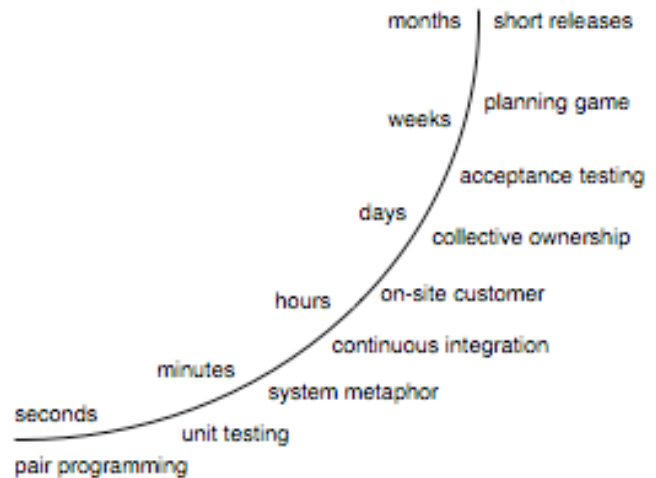 months short releases
planning game
weeks
acceptance testing
days
collective ownership
on-site customer
hours
continuous integration
minutes
system metaphor
seconds
unit testing
pair programming